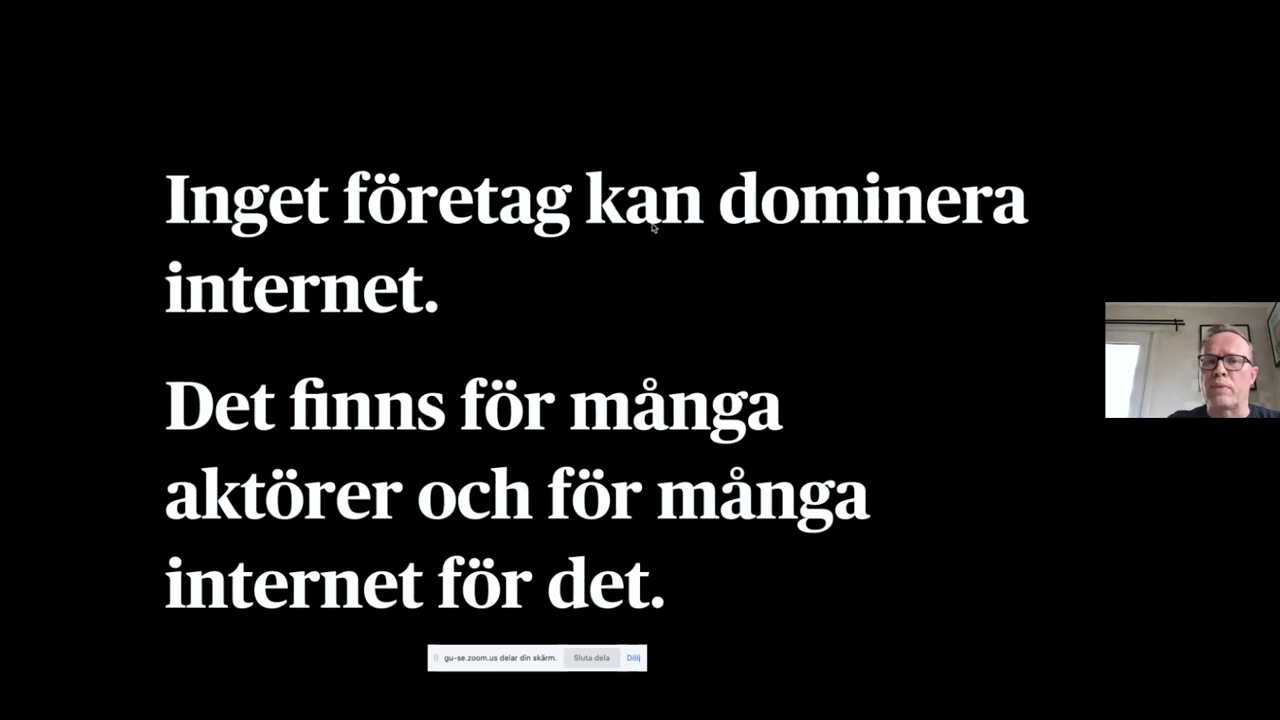 Inget företag kan dominera
internet.
Det finns för många
aktörer och för många
internet för det.
gu-se.zoom.us delar din skärm. Sluta dela Dölj